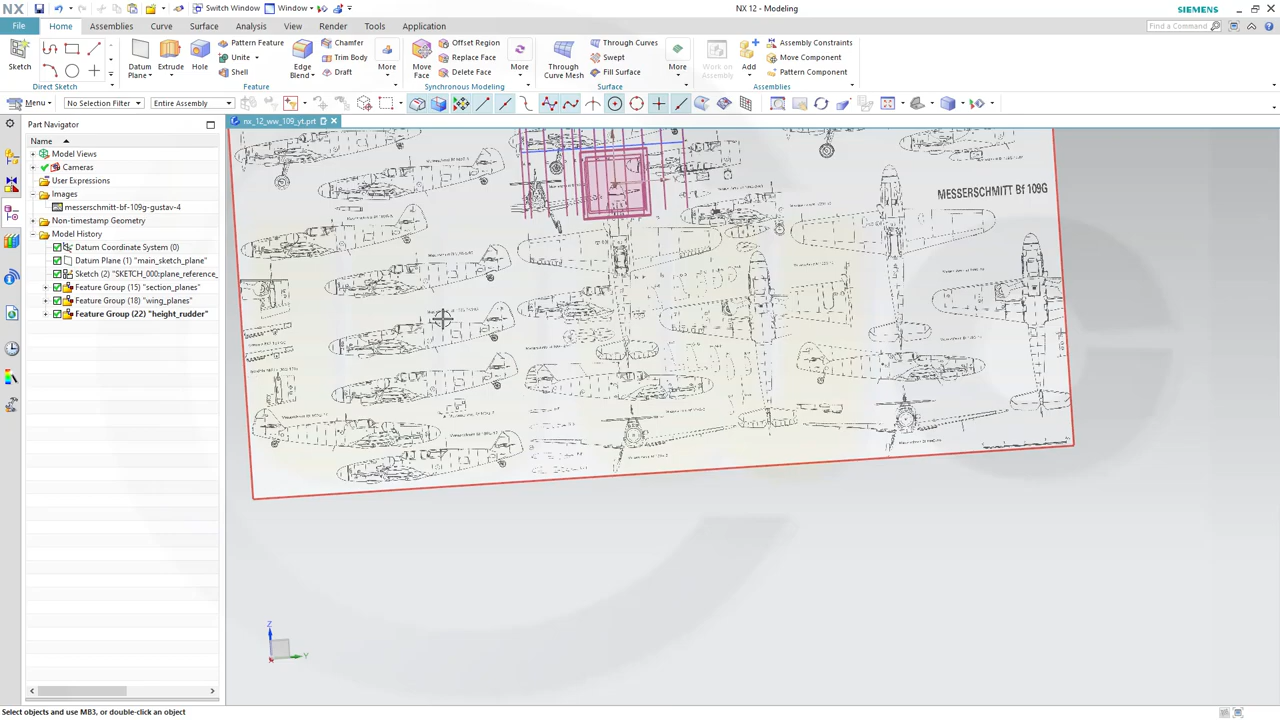 NX
Switch Window
Window
NX 12 - Modeling
SIEMENS
File
Home
Assemblies
Curve
Surface
Analysis
View
Render
Tools
Application
Find a Command
Sketch
Direct Sketch
Datum Plane
Extrude
Hole
Pattern Feature
Unite
Shell
Edge Blend
Chamfer
Trim Body
Draft
More
Feature
Move Face
Offset Region
Replace Face
Delete Face
More
Synchronous Modeling
Through Curve Mesh
Through Curves
Swept
Fill Surface
More
Surface
Work on Assembly
Add
Assembly Constraints
Move Component
Pattern Component
Assemblies
Menu
No Selection Filter
Entire Assembly
Part Navigator
nx_12_ww_109_yt.prt
Name
Model Views
Cameras
User Expressions
Images
messerschmitt-bf-109g-gustav-4
Non-timestamp Geometry
Model History
Datum Coordinate System (0)
Datum Plane (1) "main_sketch_plane"
Sketch (2) "SKETCH_000:plane_reference_
Feature Group (15) "section_planes"
Feature Group (18) "wing_planes"
Feature Group (22) "height_rudder"
MESSERSCHMITT Bf 109G
Z
Y
Select objects and use MB3, or double-click an object